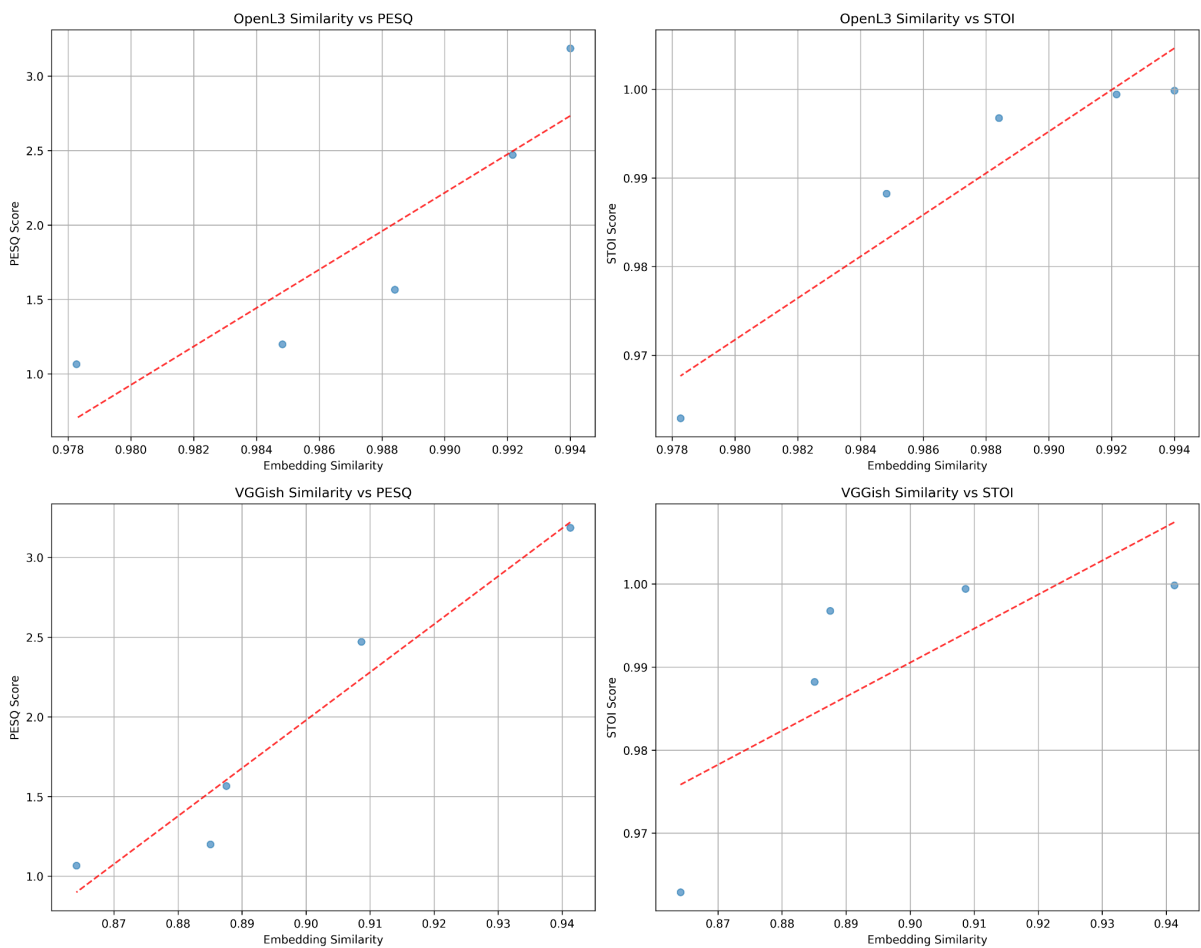 OpenL3 Similarity vs PESQ
PESQ Score
3.0
2.5
2.0
1.5
1.0
0.978 0.980 0.982 0.984 0.986 0.988 0.990 0.992 0.994
Embedding Similarity
OpenL3 Similarity vs STOI
STOI Score
1.00
0.99
0.98
0.97
0.978 0.980 0.982 0.984 0.986 0.988 0.990 0.992 0.994
Embedding Similarity
VGGish Similarity vs PESQ
PESQ Score
3.0
2.5
2.0
1.5
1.0
0.87 0.88 0.89 0.90 0.91 0.92 0.93 0.94
Embedding Similarity
VGGish Similarity vs STOI
STOI Score
1.00
0.99
0.98
0.97
0.87 0.88 0.89 0.90 0.91 0.92 0.93 0.94
Embedding Similarity